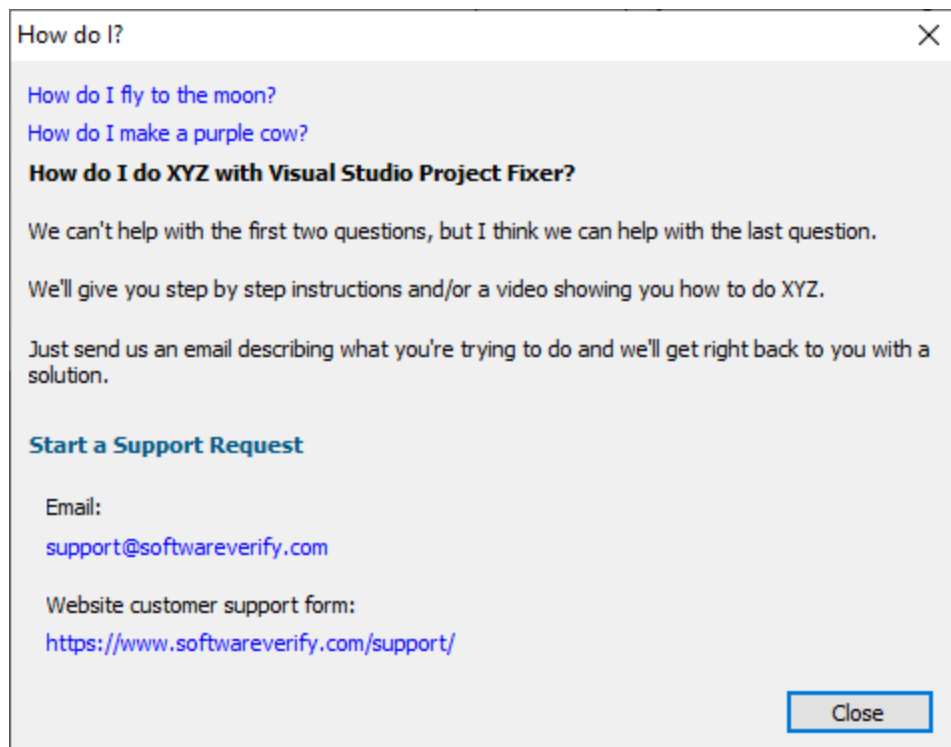 How do I?
How do I fly to the moon?
How do I make a purple cow?
How do I do XYZ with Visual Studio Project Fixer?
We can't help with the first two questions, but I think we can help with the last question.
We'll give you step by step instructions and/or a video showing you how to do XYZ.
Just send us an email describing what you're trying to do and we'll get right back to you with a
solution.
Start a Support Request
Email:
support@softwareverify.com
Website customer support form:
https://www.softwareverify.com/support/
Close